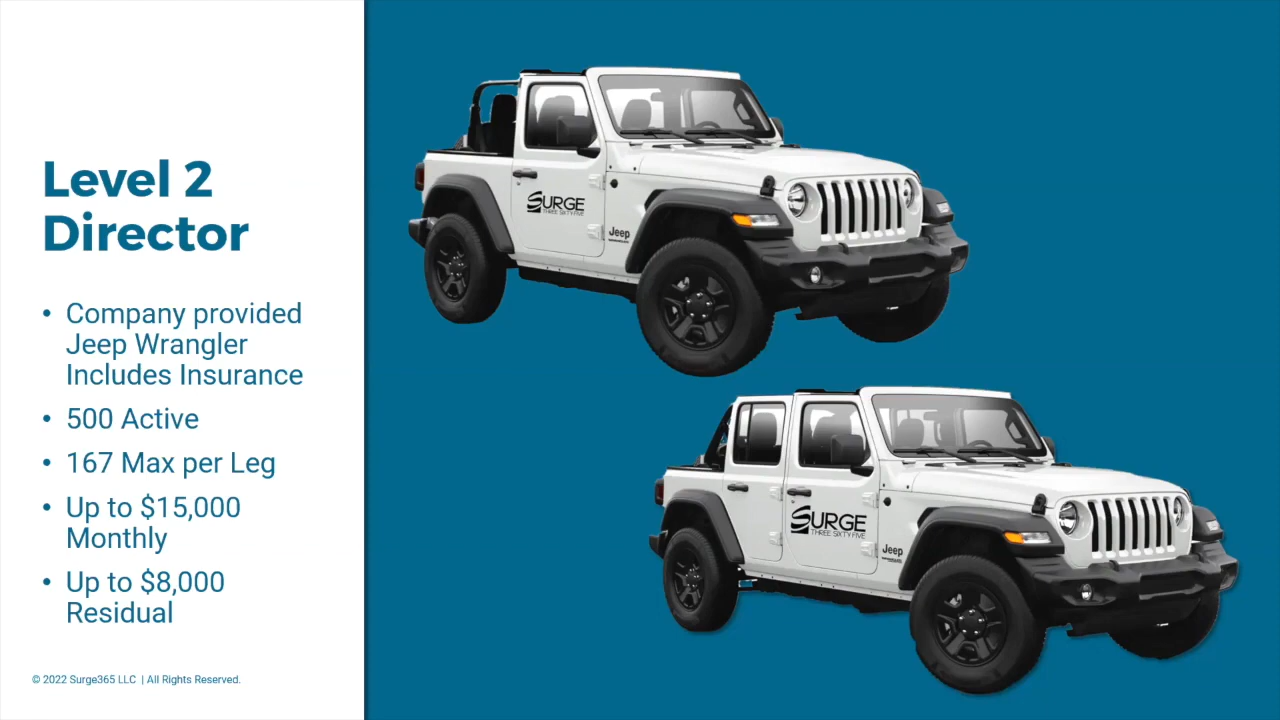 Level 2
Director
• Company provided
Jeep Wrangler
Includes Insurance
• 500 Active
• 167 Max per Leg
• Up to $15,000
Monthly
• Up to $8,000
Residual
© 2022 Surge365 LLC | All Rights Reserved.
SURGE
THREE SIXTY-FIVE
Jeep
SURGE
THREE SIXTY-FIVE
Jeep